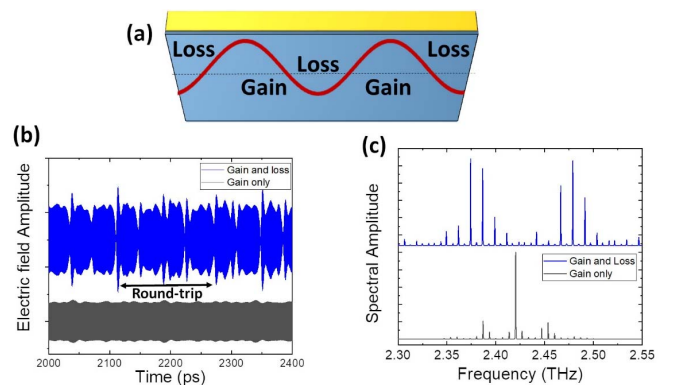 (a)
Loss
Loss
Loss
Gain
Gain
(b)
Electric field Amplitude
Gain and loss
Gain only
Round-trip
2000
2100
2200
2300
2400
Time (ps)
(c)
Spectral Amplitude
Gain and Loss
Gain only
2.30
2.35
2.40
2.45
2.50
2.55
Frequency (THz)